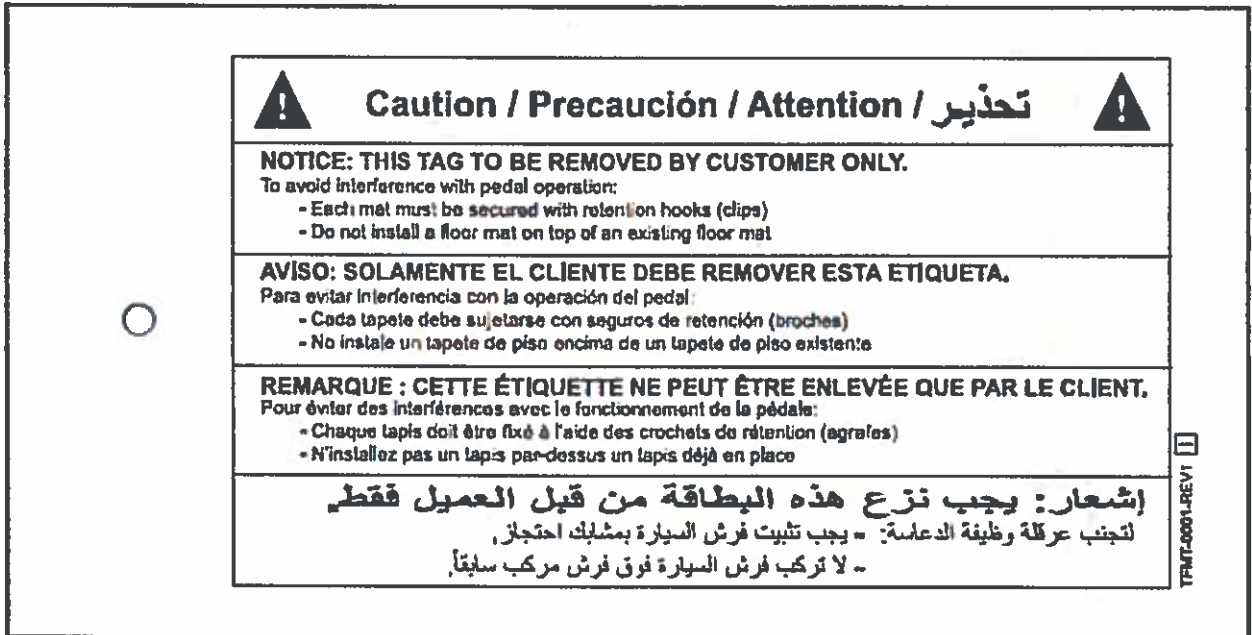 Caution / Precaución / Attention / تحذير
NOTICE: THIS TAG TO BE REMOVED BY CUSTOMER ONLY.
To avoid interference with pedal operation:
- Each mat must be secured with retention hooks (clips)
- Do not install a floor mat on top of an existing floor mat
AVISO: SOLAMENTE EL CLIENTE DEBE REMOVER ESTA ETIQUETA.
Para evitar interferencia con la operación del pedal:
- Cada tapete debe sujetarse con seguros de retención (broches)
- No instale un tapete de piso encima de un tapete de piso existente
REMARQUE : CETTE ÉTIQUETTE NE PEUT ÊTRE ENLEVÉE QUE PAR LE CLIENT.
Pour éviter des interférences avec le fonctionnement de la pédale:
- Chaque tapis doit être fixé à l'aide des crochets de rétention (agrafes)
- N'installez pas un tapis par-dessus un tapis déjà en place
إشعار: يجب نزع هذه البطاقة من قبل العميل فقط.
لتجنب عرقلة وظيفة الدعاسة: - يجب تثبيت فرش السيارة بمشابك احتجاز.
- لا تركب فرش السيارة فوق فرش مركب سابقاً.
TFMT-0001-REV1